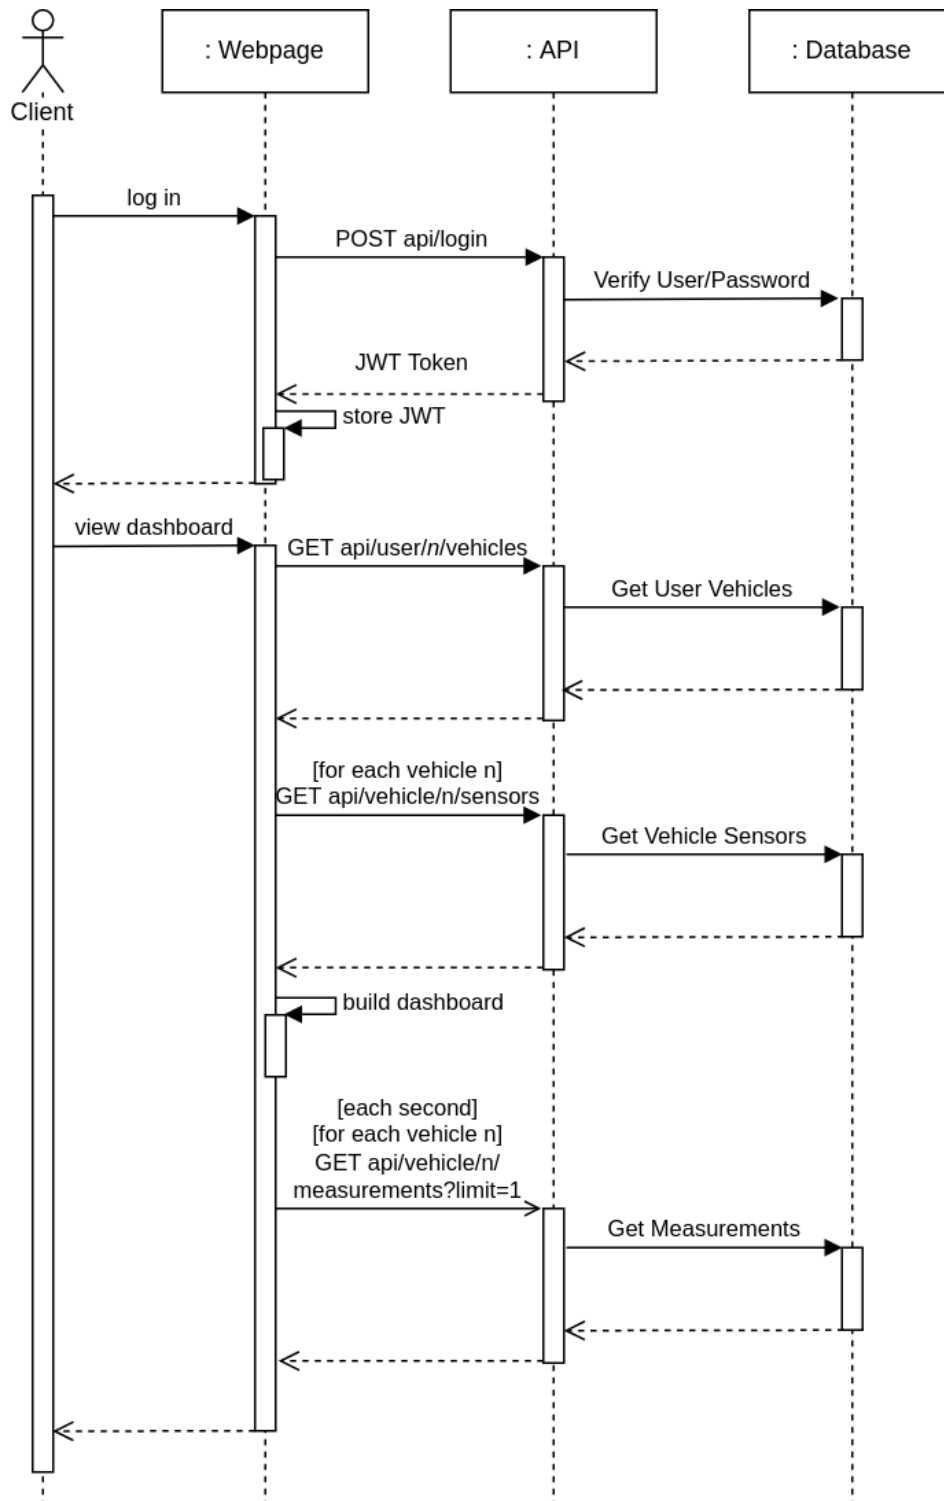 : Webpage
: API
: Database
Client
log in
POST api/login
Verify User/Password
JWT Token
store JWT
view dashboard
GET api/user/n/vehicles
Get User Vehicles
[for each vehicle n]
GET api/vehicle/n/sensors
Get Vehicle Sensors
build dashboard
[each second]
[for each vehicle n]
GET api/vehicle/n/
measurements?limit=1
Get Measurements